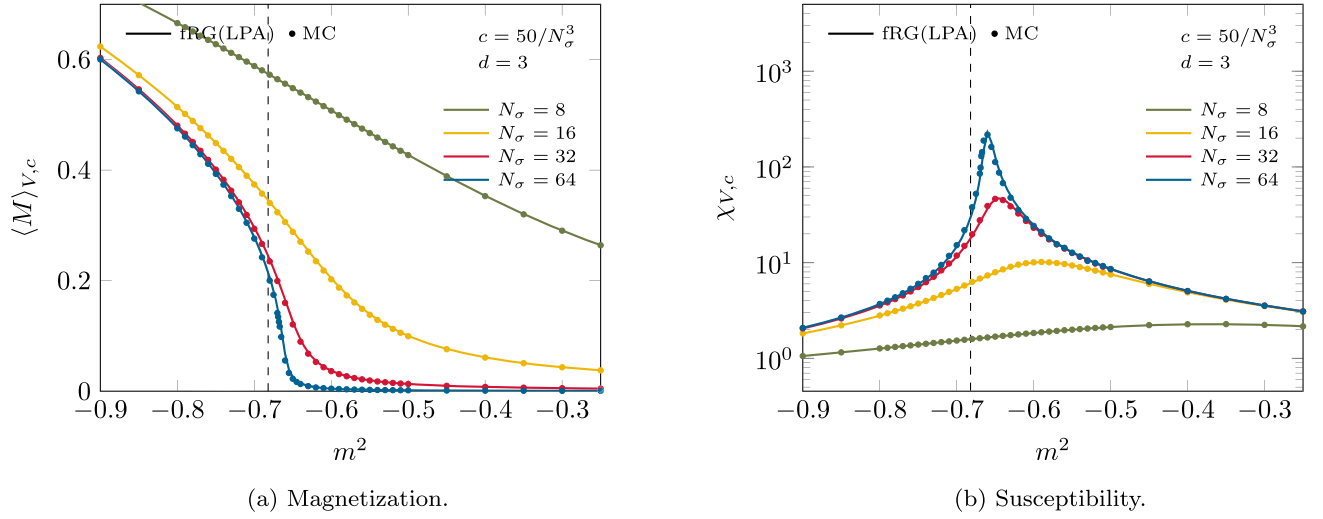 fRG(LPA) MC
c = 50/N_σ^3
d = 3
N_σ = 8
N_σ = 16
N_σ = 32
N_σ = 64
⟨M⟩_{V,c}
0.6
0.4
0.2
0
−0.9 −0.8 −0.7 −0.6 −0.5 −0.4 −0.3
m^2
(a) Magnetization.
fRG(LPA) MC
c = 50/N_σ^3
d = 3
N_σ = 8
N_σ = 16
N_σ = 32
N_σ = 64
χ_{V,c}
10^3
10^2
10^1
10^0
−0.9 −0.8 −0.7 −0.6 −0.5 −0.4 −0.3
m^2
(b) Susceptibility.